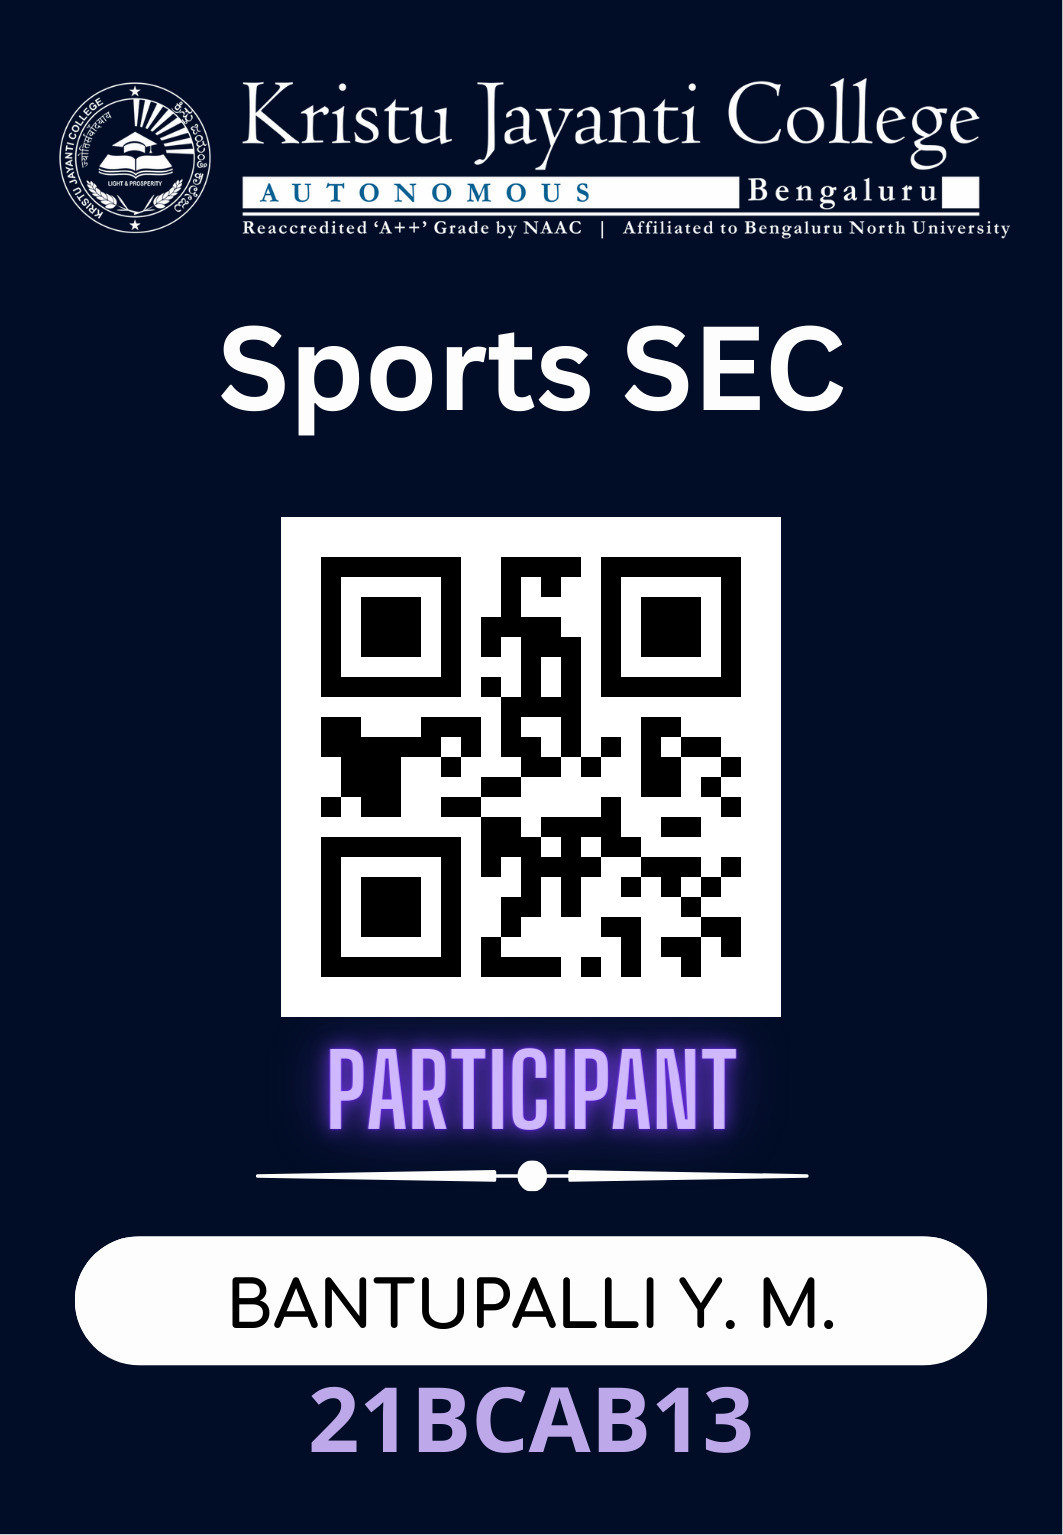 KRISTU JAYANTI COLLEGE
LIGHT & PROSPERITY
Kristu Jayanti College
AUTONOMOUS Bengaluru
Reaccredited ‘A++’ Grade by NAAC | Affiliated to Bengaluru North University
Sports SEC
PARTICIPANT
BANTUPALLI Y. M.
21BCAB13